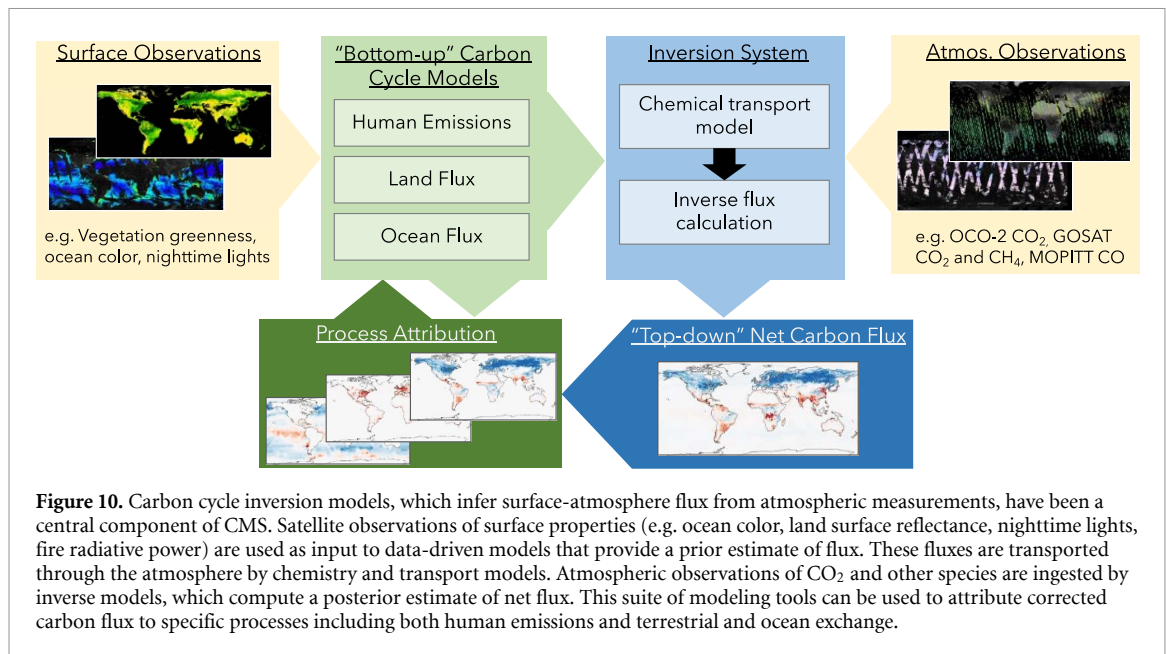 Surface Observations
e.g. Vegetation greenness,
ocean color, nighttime lights
“Bottom-up” Carbon
Cycle Models
Human Emissions
Land Flux
Ocean Flux
Inversion System
Chemical transport
model
Inverse flux
calculation
Atmos. Observations
e.g. OCO-2 CO₂, GOSAT
CO₂ and CH₄, MOPITT CO
Process Attribution
“Top-down” Net Carbon Flux
Figure 10. Carbon cycle inversion models, which infer surface-atmosphere flux from atmospheric measurements, have been a
central component of CMS. Satellite observations of surface properties (e.g. ocean color, land surface reflectance, nighttime lights,
fire radiative power) are used as input to data-driven models that provide a prior estimate of flux. These fluxes are transported
through the atmosphere by chemistry and transport models. Atmospheric observations of CO₂ and other species are ingested by
inverse models, which compute a posterior estimate of net flux. This suite of modeling tools can be used to attribute corrected
carbon flux to specific processes including both human emissions and terrestrial and ocean exchange.